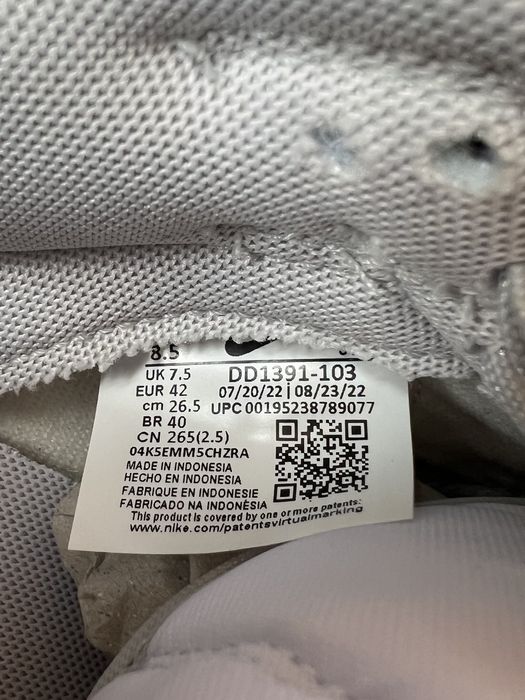 8.5
UK 7.5 DD1391-103
EUR 42 07/20/22 | 08/23/22
cm 26.5 UPC 00195238789077
BR 40
CN 265(2.5)
04K5EMM5CHZRA
MADE IN INDONESIA
HECHO EN INDONESIA
FABRIQUE EN INDONESIE
FABRICADO NA INDONÉSIA
This product is covered by one or more patents:
www.nike.com/patentsvirtualmarking